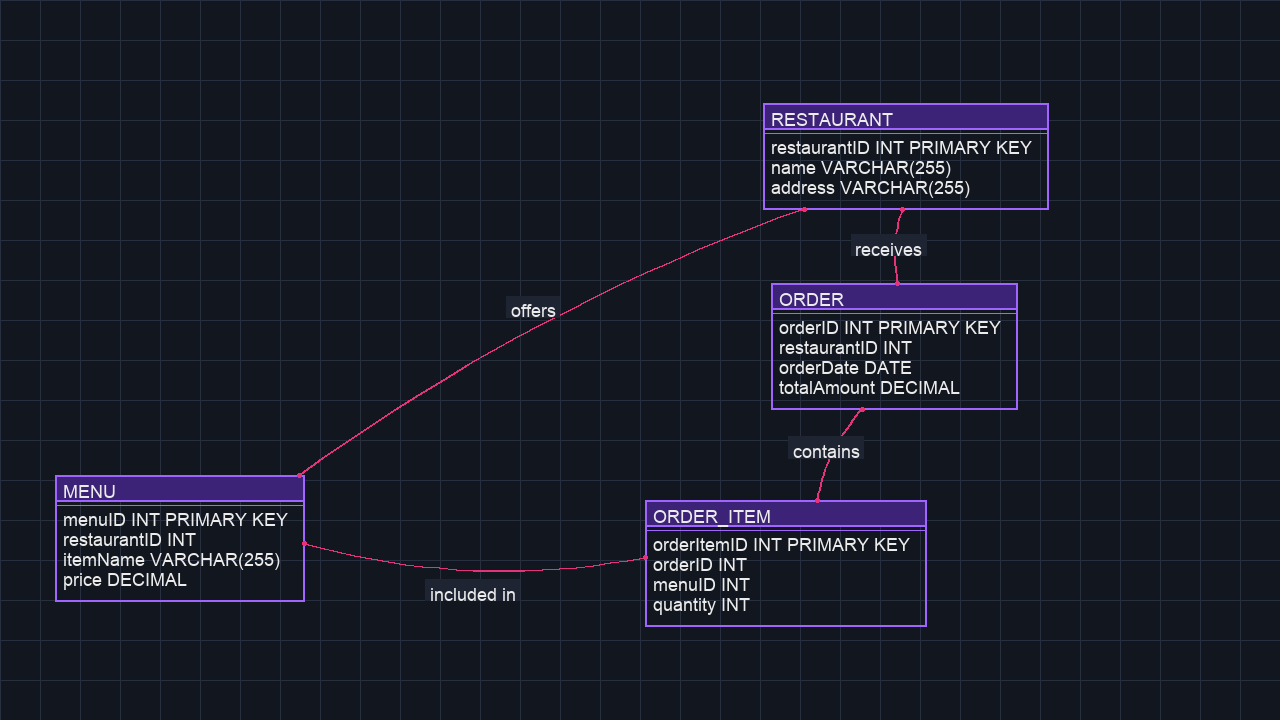 RESTAURANT
restaurantID INT PRIMARY KEY
name VARCHAR(255)
address VARCHAR(255)
receives
offers
ORDER
orderID INT PRIMARY KEY
restaurantID INT
orderDate DATE
totalAmount DECIMAL
contains
MENU
menuID INT PRIMARY KEY
restaurantID INT
itemName VARCHAR(255)
price DECIMAL
included in
ORDER_ITEM
orderItemID INT PRIMARY KEY
orderID INT
menuID INT
quantity INT